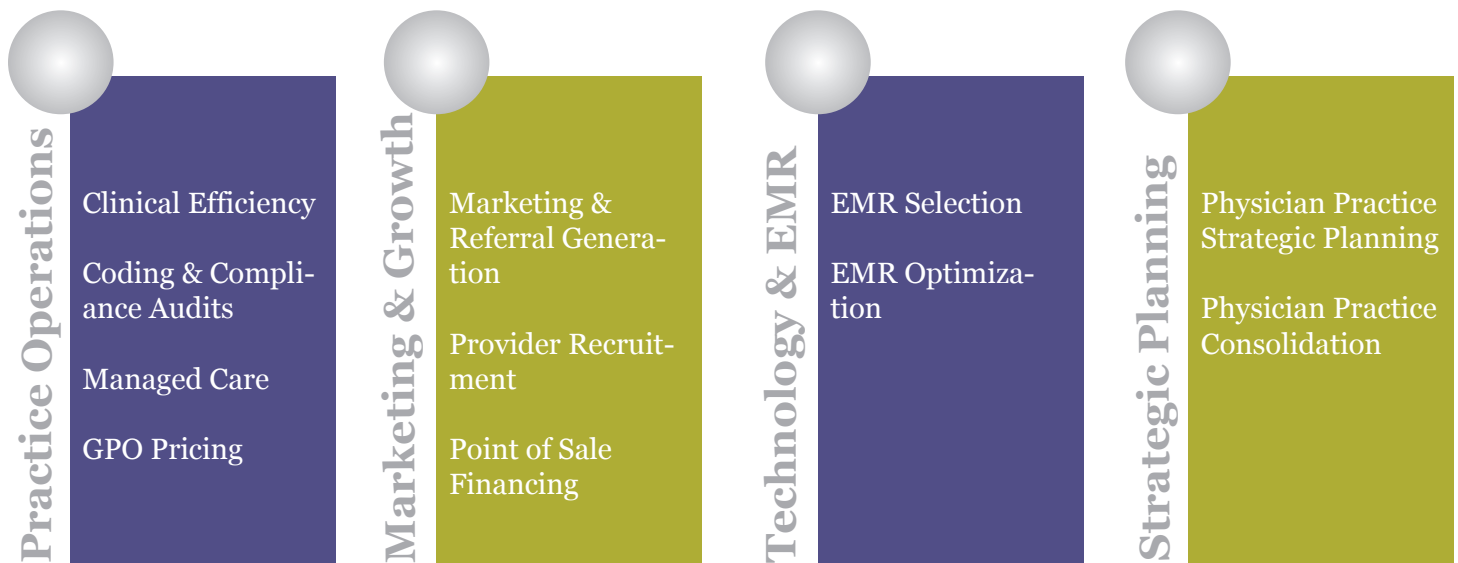 Practice Operations
Clinical Efficiency
Coding & Compli-
ance Audits
Managed Care
GPO Pricing
Marketing & Growth
Marketing &
Referral Genera-
tion
Provider Recruit-
ment
Point of Sale
Financing
Technology & EMR
EMR Selection
EMR Optimiza-
tion
Strategic Planning
Physician Practice
Strategic Planning
Physician Practice
Consolidation